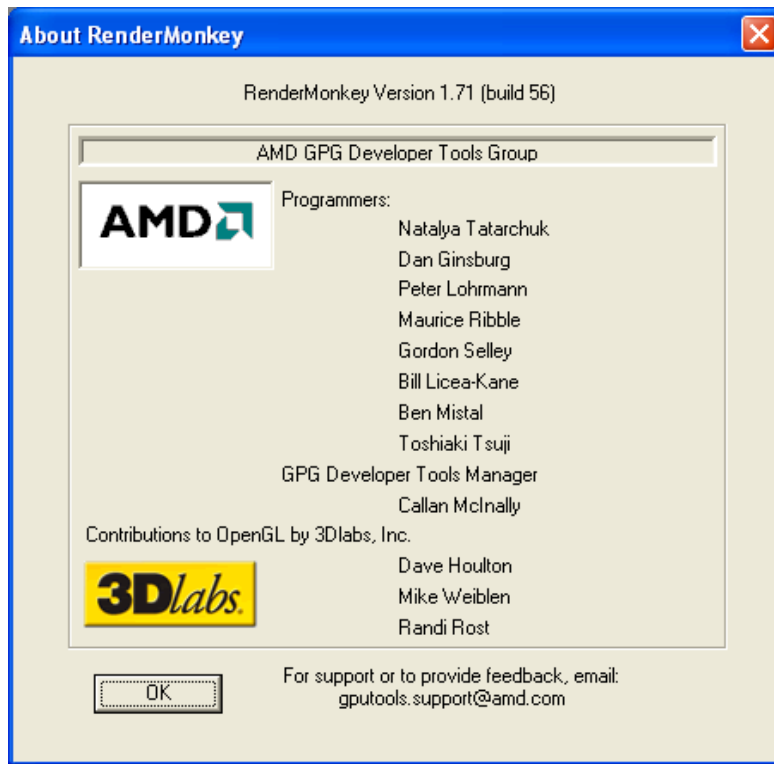 About RenderMonkey
RenderMonkey Version 1.71 (build 56)
AMD GPG Developer Tools Group
AMD
Programmers:
Natalya Tatarchuk
Dan Ginsburg
Peter Lohrmann
Maurice Ribble
Gordon Selley
Bill Licea-Kane
Ben Mistal
Toshiaki Tsuji
GPG Developer Tools Manager
Callan McInally
Contributions to OpenGL by 3Dlabs, Inc.
3Dlabs.
Dave Houlton
Mike Weiblen
Randi Rost
OK
For support or to provide feedback, email:
gputools.support@amd.com